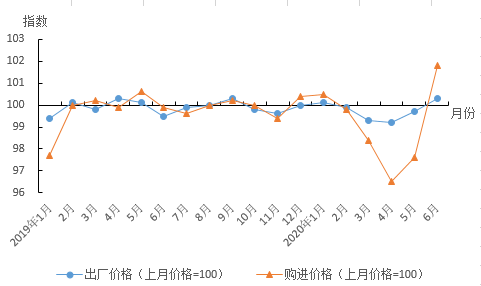 指数
103
102
101
100
99
98
97
96
月份
2019年1月
2月
3月
4月
5月
6月
7月
8月
9月
10月
11月
12月
2020年1月
2月
3月
4月
5月
6月
出厂价格（上月价格=100）
购进价格（上月价格=100）